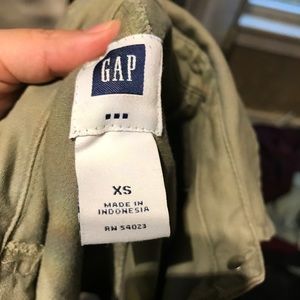 GAP
XS
MADE IN
INDONESIA
RN 54023